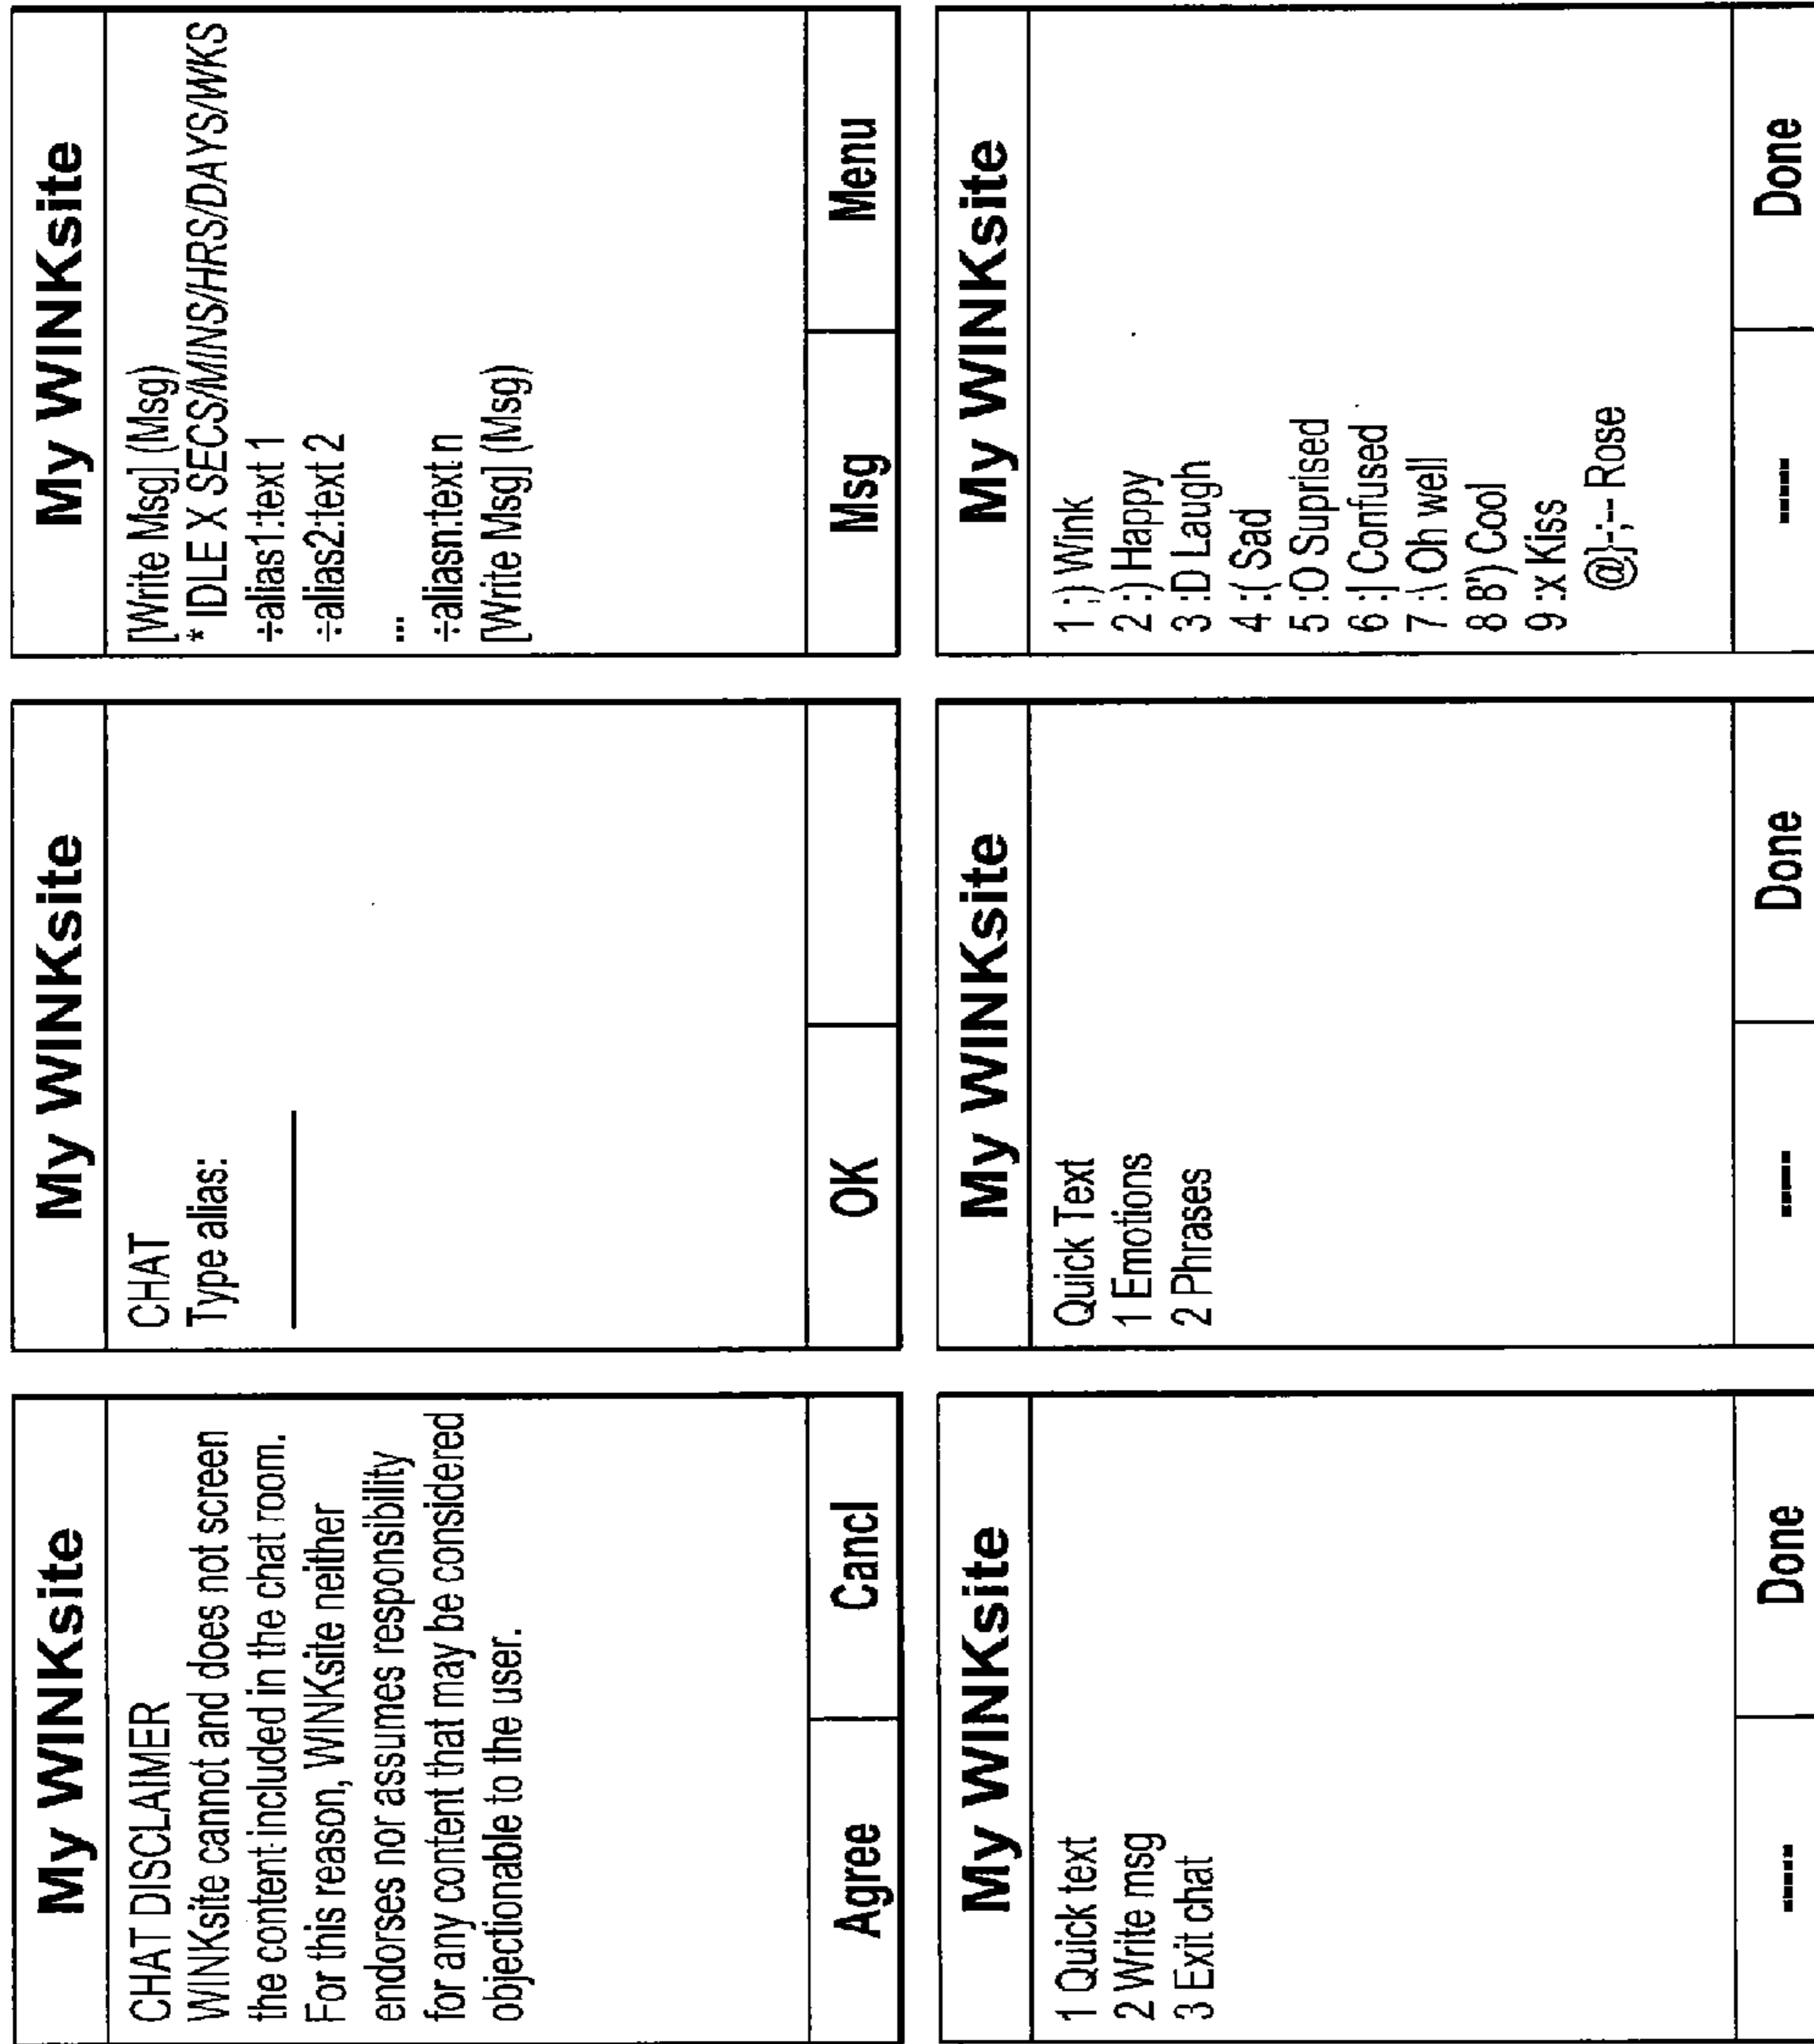 My WINKsite
CHAT DISCLAIMER
WINKsite cannot and does not screen
the content included in the chat room.
For this reason, WINKsite neither
endorses nor assumes responsibility
for any content that may be considered
objectionable to the user.
Agree
Cancl
My WINKsite
CHAT
Type alias:
OK
My WINKsite
[Write Msg] (Msg)
* IDLE X SECS/MINS/HRS/DAYS/WKS
÷alias1:text 1
÷alias2:text 2
...
÷aliasn:text n
[Write Msg] (Msg)
Msg
Menu
My WINKsite
1 Quick text
2 Write msg
3 Exit chat
-----
Done
My WINKsite
Quick Text
1 Emotions
2 Phrases
-----
Done
My WINKsite
1 ;) Wink
2 :) Happy
3 :D Laugh
4 :( Sad
5 :O Suprised
6 :| Confused
7 :\ Oh well
8 8') Cool
9 :x Kiss
@}-;-- Rose
-----
Done